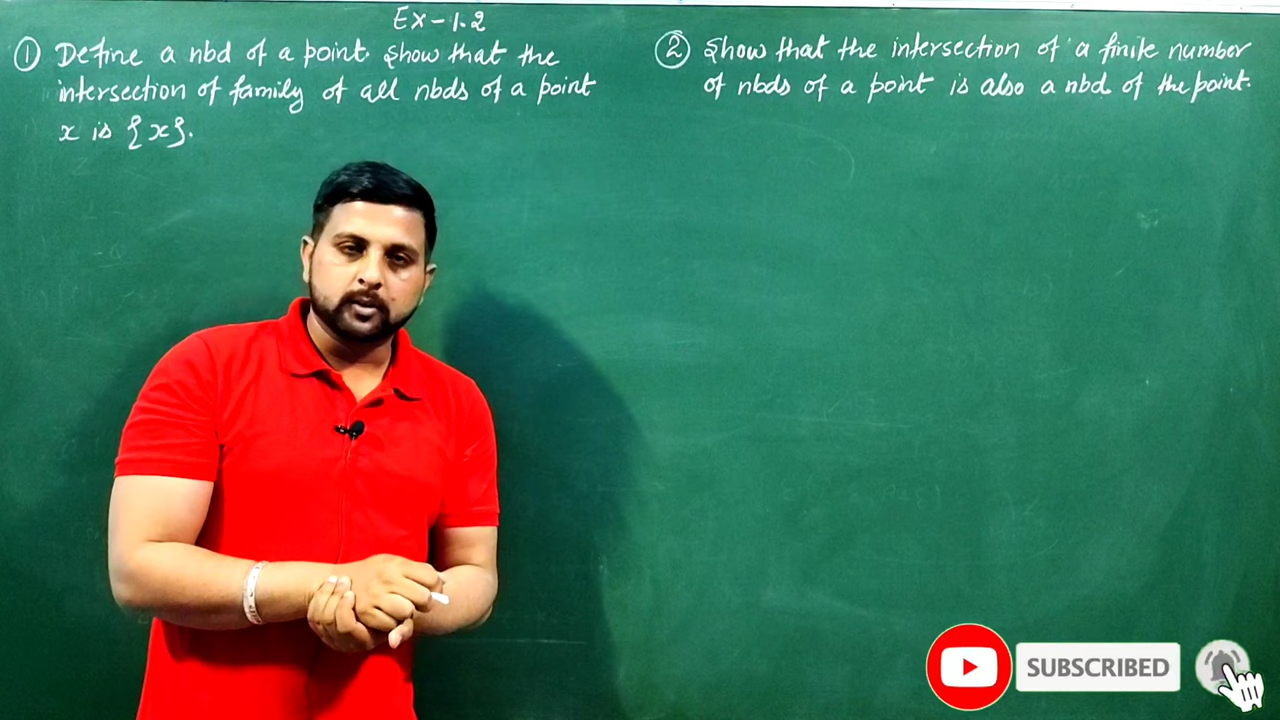 Ex-1.2
① Define a nbd of a point. Show that the
intersection of family of all nbds of a point
x is {x}.
② Show that the intersection of a finite number
of nbds of a point is also a nbd of the point.
SUBSCRIBED